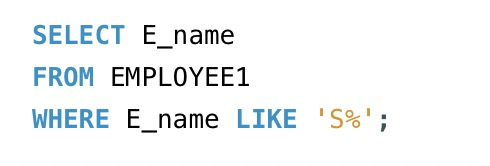 SELECT E_name
FROM EMPLOYEE1
WHERE E_name LIKE 'S%';